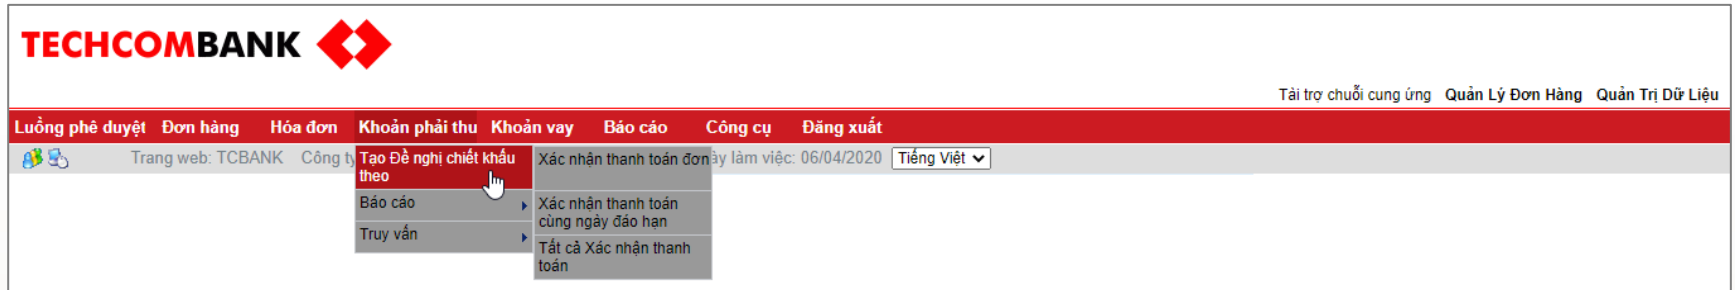 TECHCOMBANK
Tài trợ chuỗi cung ứng Quản Lý Đơn Hàng Quản Trị Dữ Liệu
Luồng phê duyệt Đơn hàng Hóa đơn Khoản phải thu Khoản vay Báo cáo Công cụ Đăng xuất
Trang web: TCBANK Công ty
ày làm việc: 06/04/2020 Tiếng Việt
Tạo Đề nghị chiết khấu
theo
Báo cáo
Truy vấn
Xác nhận thanh toán đơn
Xác nhận thanh toán
cùng ngày đáo hạn
Tất cả Xác nhận thanh
toán